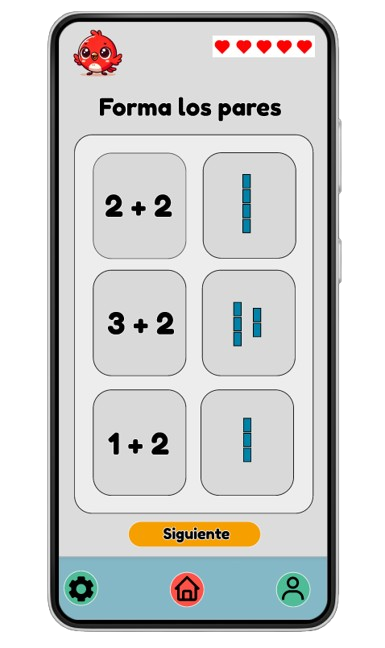 Forma los pares
2 + 2
3 + 2
1 + 2
Siguiente